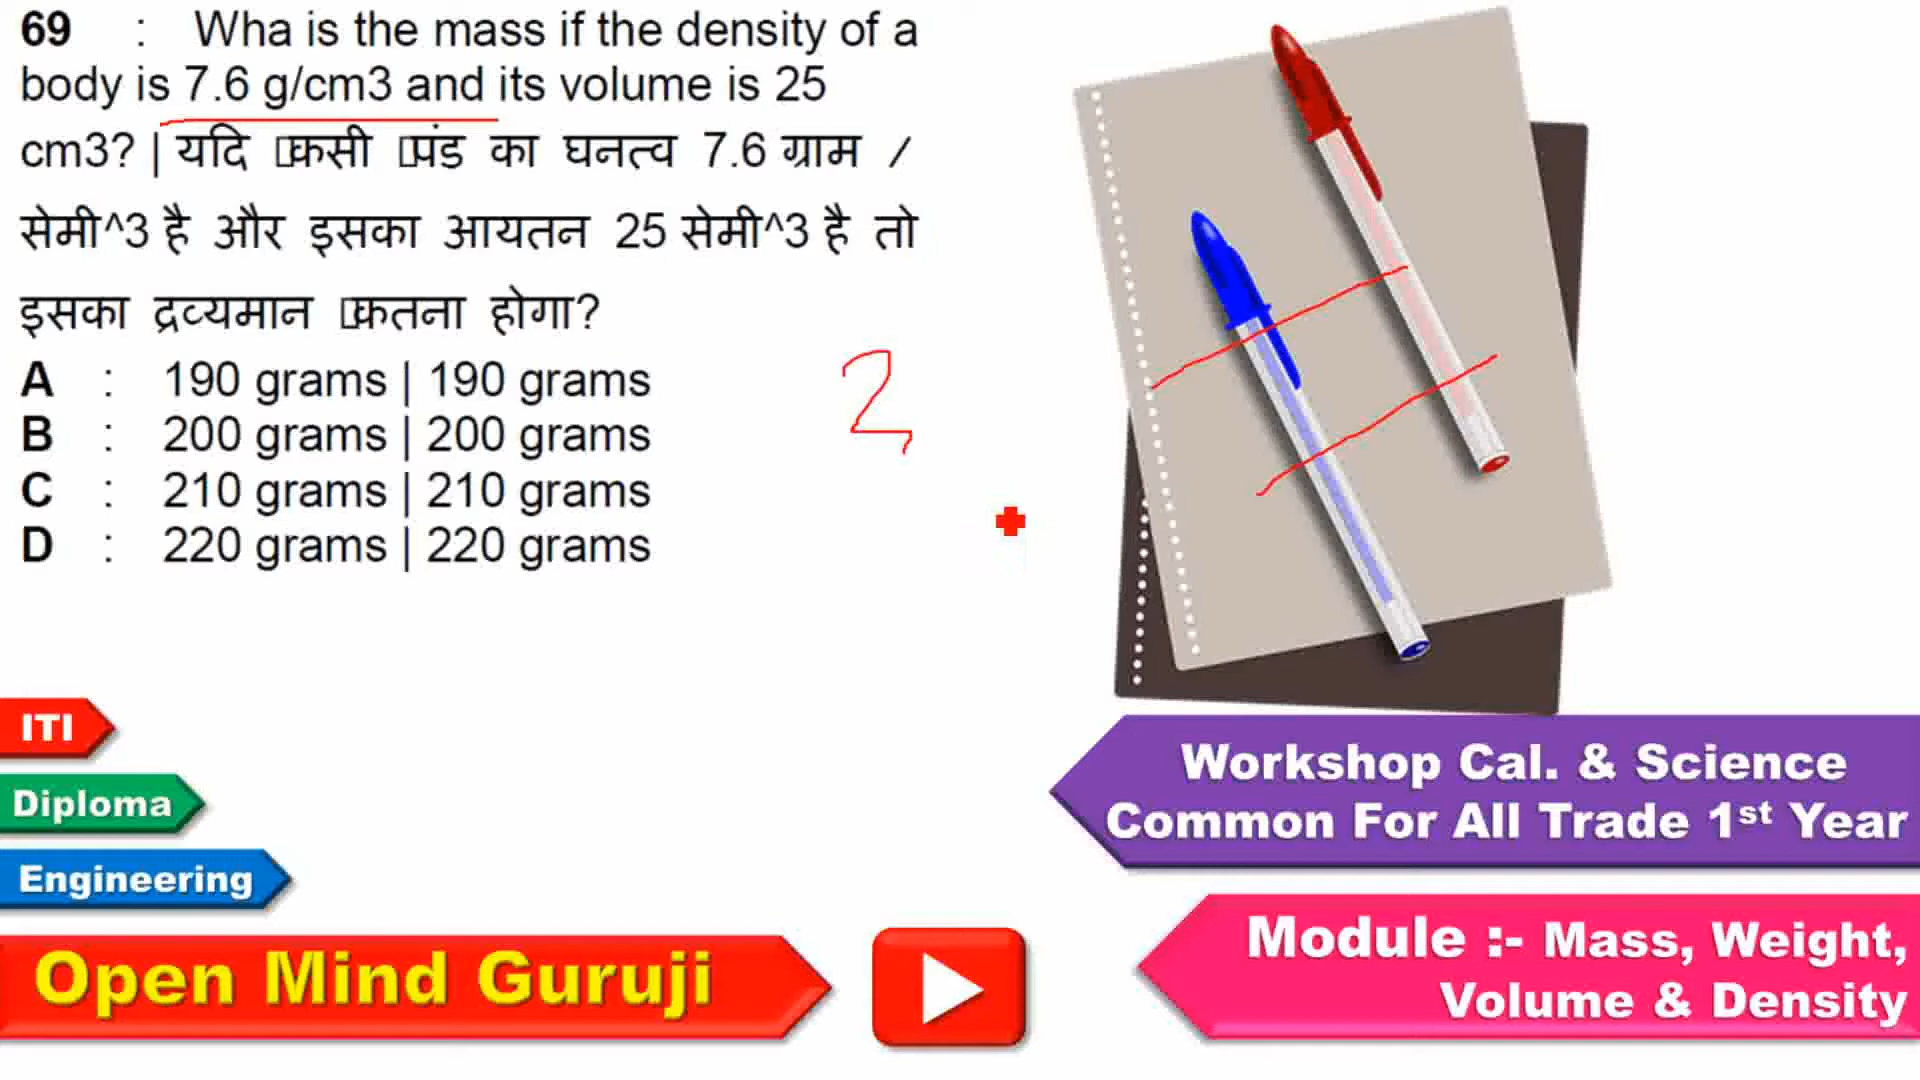 69 : Wha is the mass if the density of a
body is 7.6 g/cm3 and its volume is 25
cm3? | यदि िकसी िपंड का घनत्व 7.6 ग्राम /
सेमी^3 है और इसका आयतन 25 सेमी^3 है तो
इसका द्रव्यमान िकतना होगा?
A : 190 grams | 190 grams
B : 200 grams | 200 grams
C : 210 grams | 210 grams
D : 220 grams | 220 grams
2
ITI
Diploma
Engineering
Open Mind Guruji
Workshop Cal. & Science
Common For All Trade 1st Year
Module :- Mass, Weight,
Volume & Density